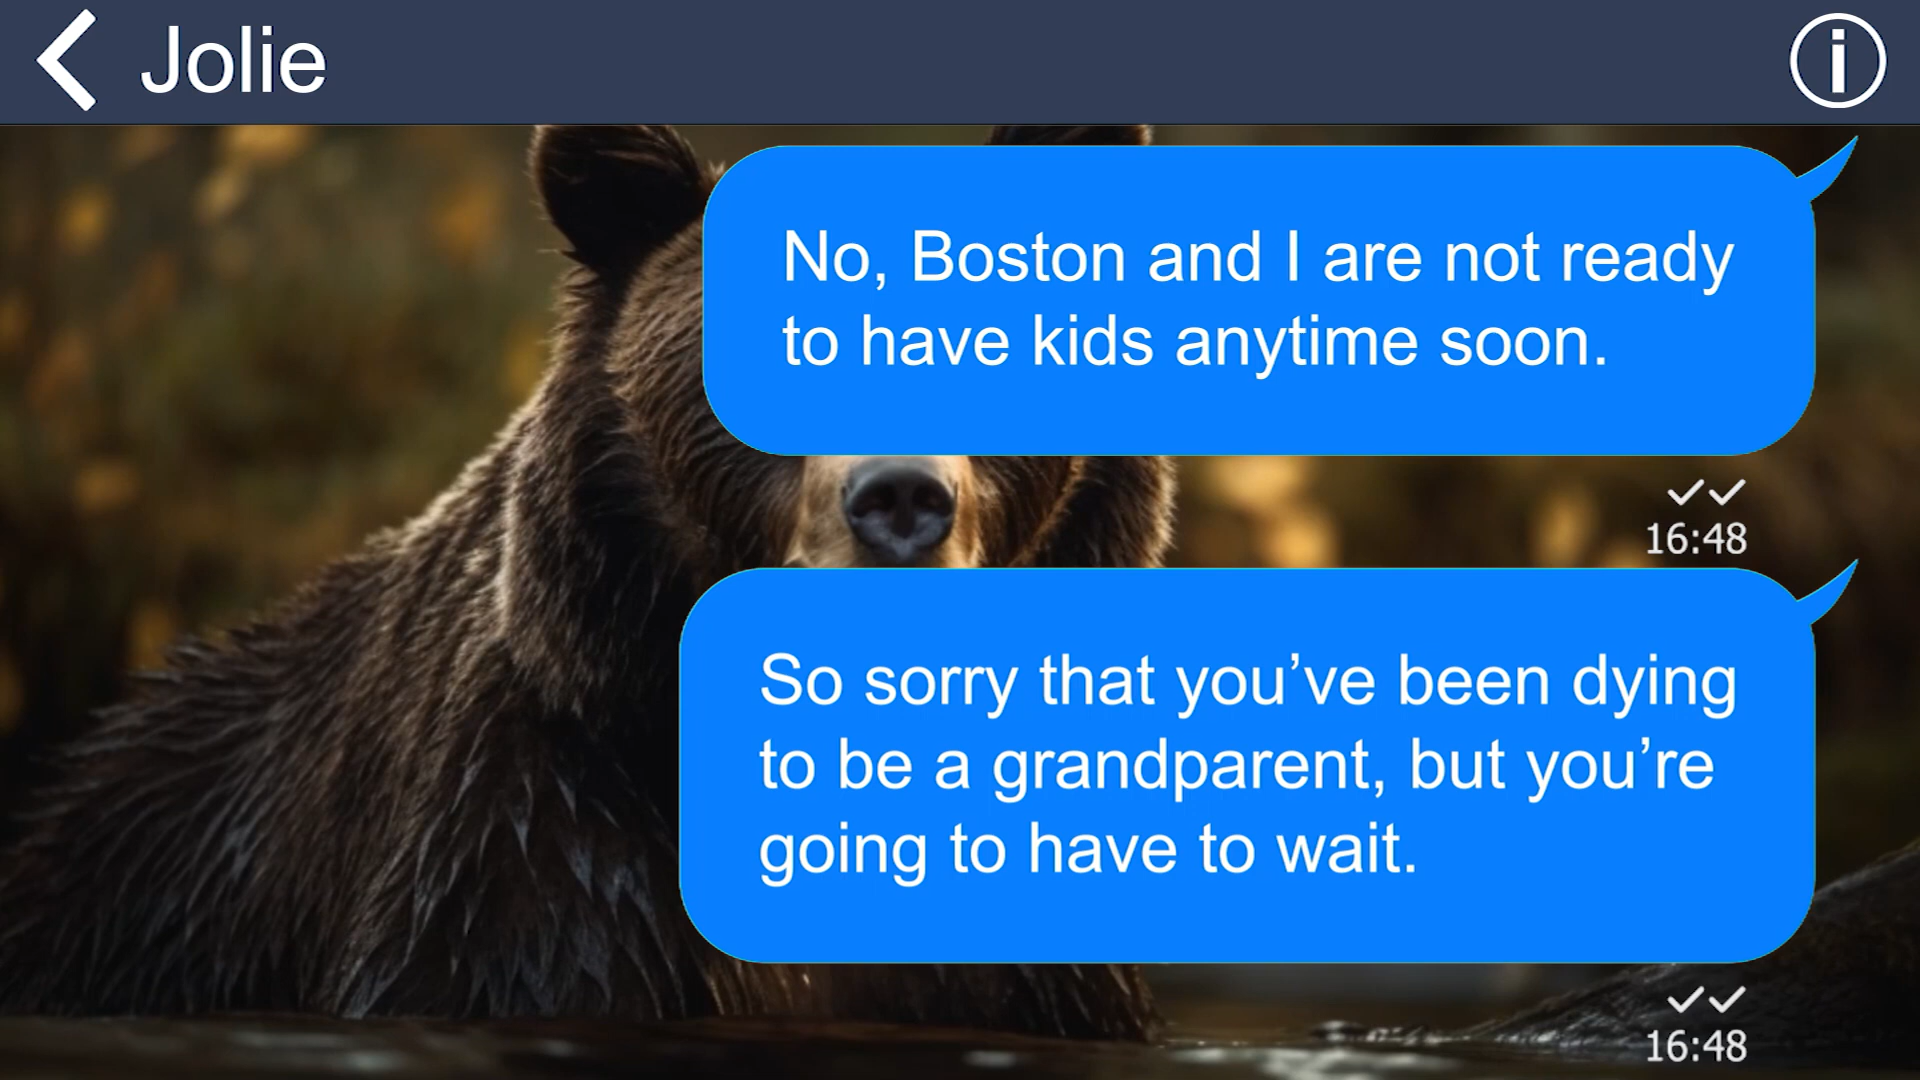 Jolie
No, Boston and I are not ready
to have kids anytime soon.
16:48
So sorry that you’ve been dying
to be a grandparent, but you’re
going to have to wait.
16:48